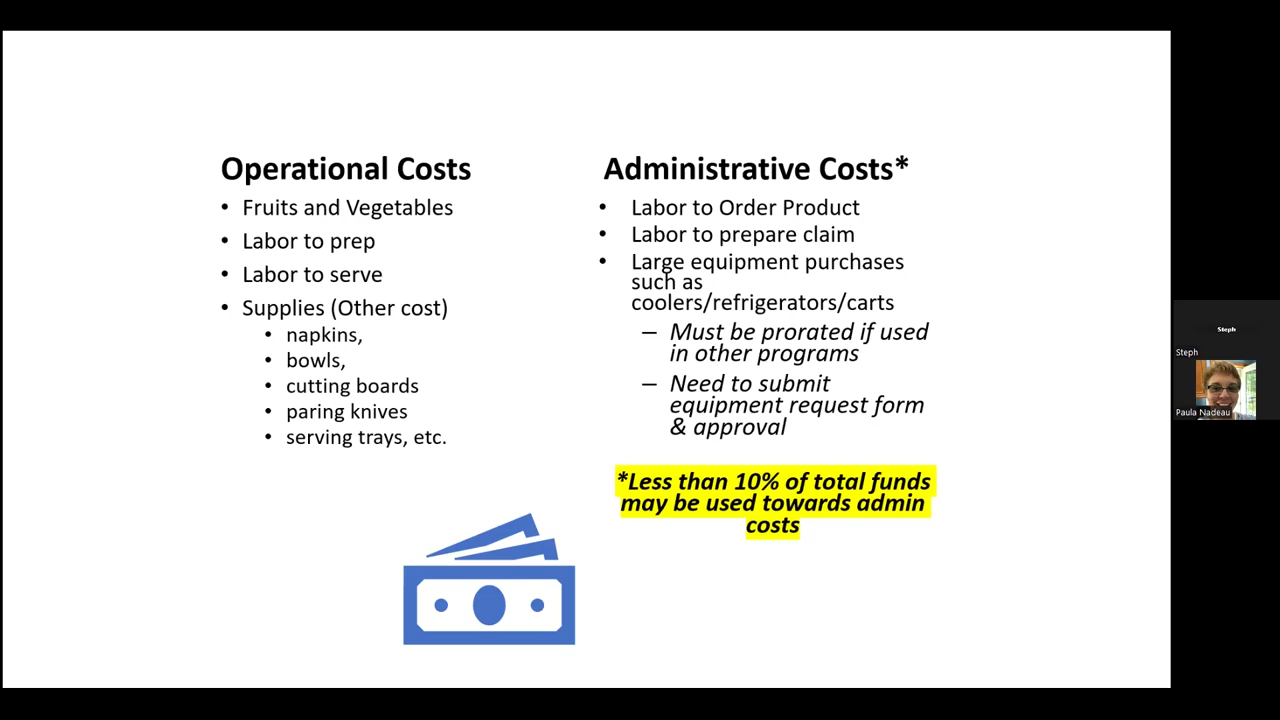 Operational Costs
• Fruits and Vegetables
• Labor to prep
• Labor to serve
• Supplies (Other cost)
• napkins,
• bowls,
• cutting boards
• paring knives
• serving trays, etc.
Administrative Costs*
• Labor to Order Product
• Labor to prepare claim
• Large equipment purchases
such as
coolers/refrigerators/carts
– Must be prorated if used
in other programs
– Need to submit
equipment request form
& approval
*Less than 10% of total funds
may be used towards admin
costs
Steph
Steph
Paula Nadeau